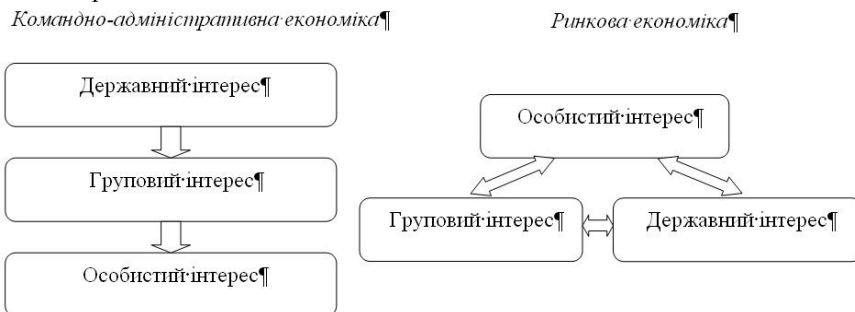 Командно-адміністративна·економіка¶
Ринкова·економіка¶
Державний·інтерес¶
Груповий·інтерес¶
Особистий·інтерес¶
Особистий·інтерес¶
Груповий·інтерес¶
Державний·інтерес¶